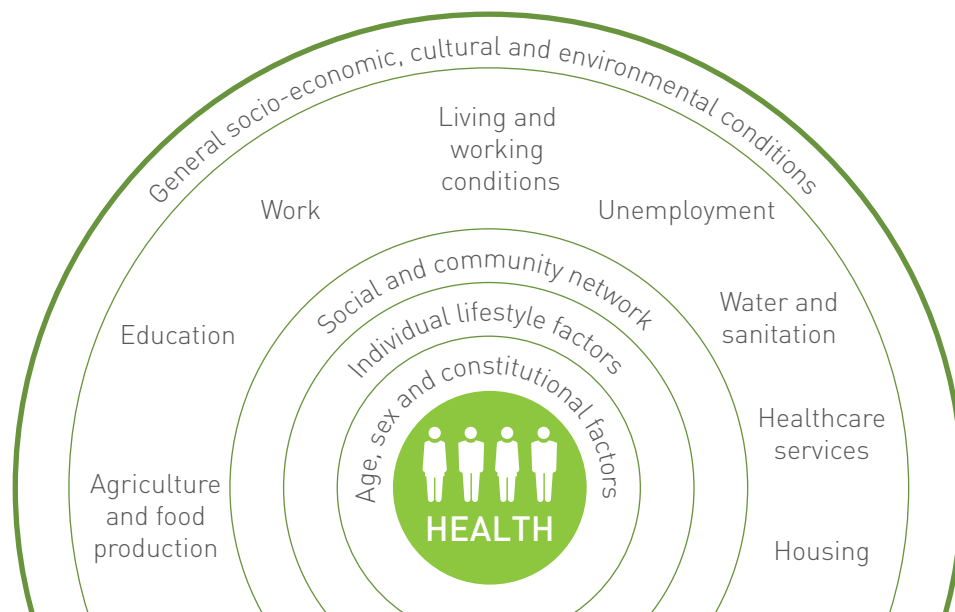 General socio-economic, cultural and environmental conditions
Living and
working
conditions
Work
Unemployment
Social and community network
Water and
sanitation
Education
Individual lifestyle factors
Age, sex and constitutional factors
Healthcare
services
Agriculture
and food
production
HEALTH
Housing